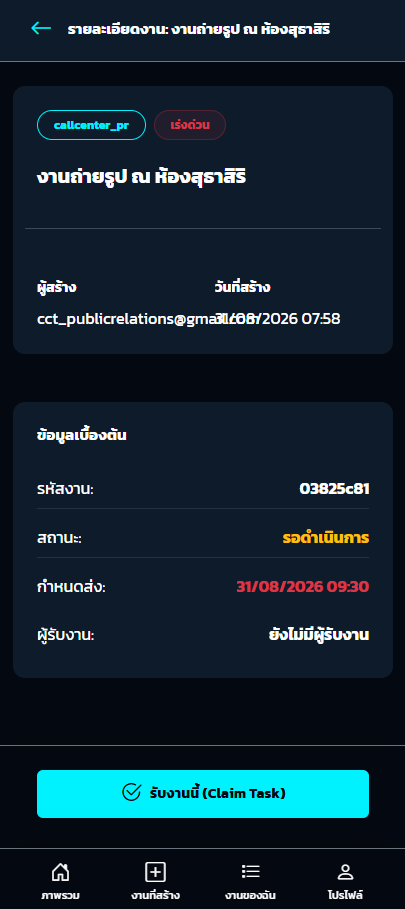 รายละเอียดงาน: งานถ่ายรูป ณ ห้องสุธาสิริ
callcenter_pr เร่งด่วน
งานถ่ายรูป ณ ห้องสุธาสิริ
ผู้สร้าง วันที่สร้าง
cct_publicrelations@gmail.com 31/08/2026 07:58
ข้อมูลเบื้องต้น
รหัสงาน: 03825c81
สถานะ: รอดำเนินการ
กำหนดส่ง: 31/08/2026 09:30
ผู้รับงาน: ยังไม่มีผู้รับงาน
รับงานนี้ (Claim Task)
ภาพรวม งานที่สร้าง งานของฉัน โปรไฟล์